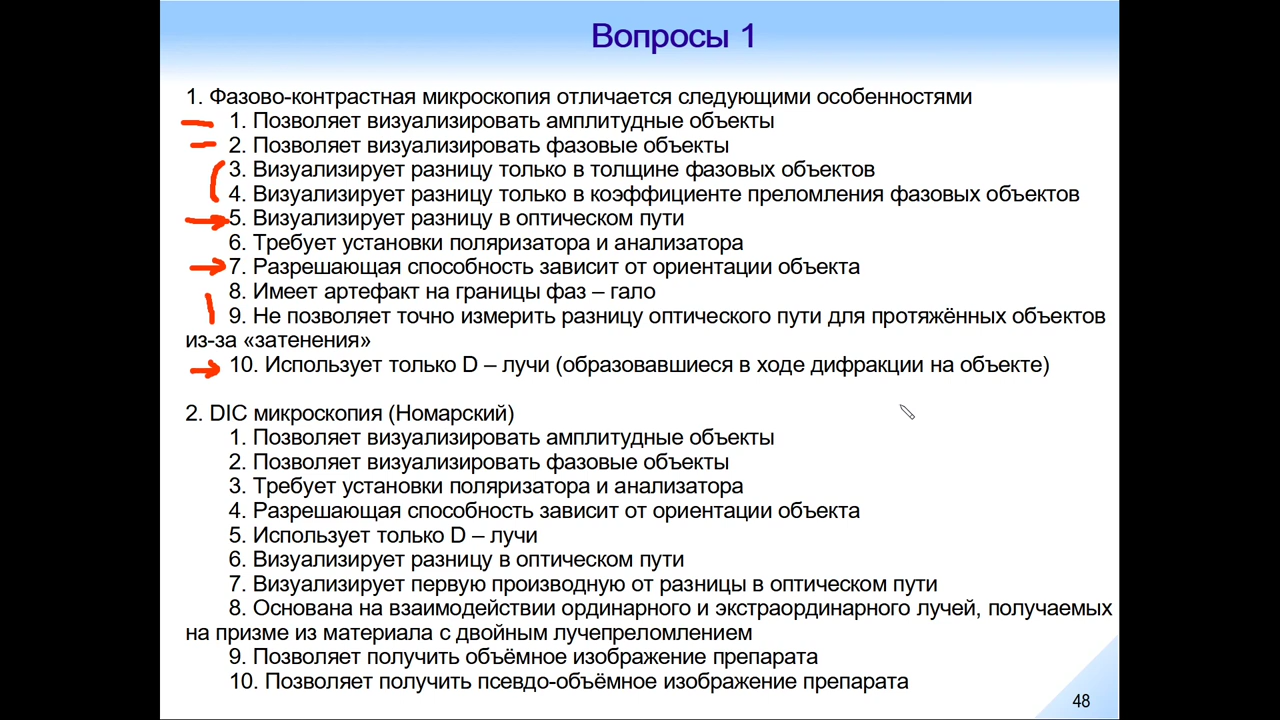 Вопросы 1
1. Фазово-контрастная микроскопия отличается следующими особенностями
1. Позволяет визуализировать амплитудные объекты
2. Позволяет визуализировать фазовые объекты
3. Визуализирует разницу только в толщине фазовых объектов
4. Визуализирует разницу только в коэффициенте преломления фазовых объектов
5. Визуализирует разницу в оптическом пути
6. Требует установки поляризатора и анализатора
7. Разрешающая способность зависит от ориентации объекта
8. Имеет артефакт на границы фаз – гало
9. Не позволяет точно измерить разницу оптического пути для протяжённых объектов
из-за «затенения»
10. Использует только D – лучи (образовавшиеся в ходе дифракции на объекте)
2. DIC микроскопия (Номарский)
1. Позволяет визуализировать амплитудные объекты
2. Позволяет визуализировать фазовые объекты
3. Требует установки поляризатора и анализатора
4. Разрешающая способность зависит от ориентации объекта
5. Использует только D – лучи
6. Визуализирует разницу в оптическом пути
7. Визуализирует первую производную от разницы в оптическом пути
8. Основана на взаимодействии ординарного и экстраординарного лучей, получаемых
на призме из материала с двойным лучепреломлением
9. Позволяет получить объёмное изображение препарата
10. Позволяет получить псевдо-объёмное изображение препарата
48